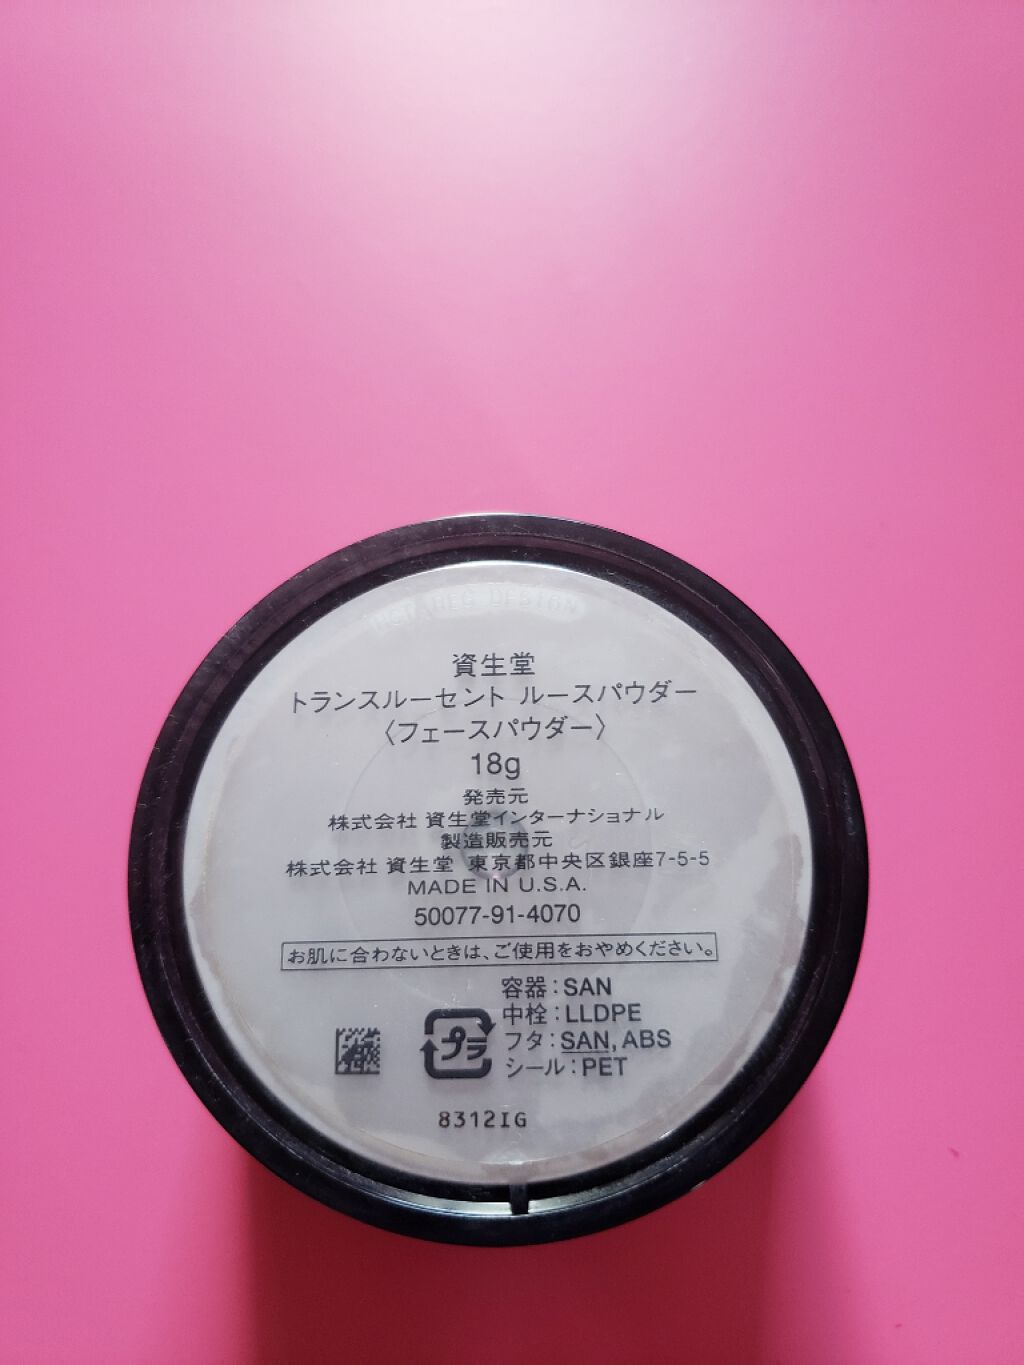 資生堂
トランスルーセント ルースパウダー
〈フェースパウダー〉
18g
発売元
株式会社 資生堂インターナショナル
製造販売元
株式会社 資生堂 東京都中央区銀座7-5-5
MADE IN U.S.A.
50077-91-4070
お肌に合わないときは、ご使用をおやめください。
容器:SAN
中栓:LLDPE
フタ:SAN, ABS
シール:PET
プラ
8312IG